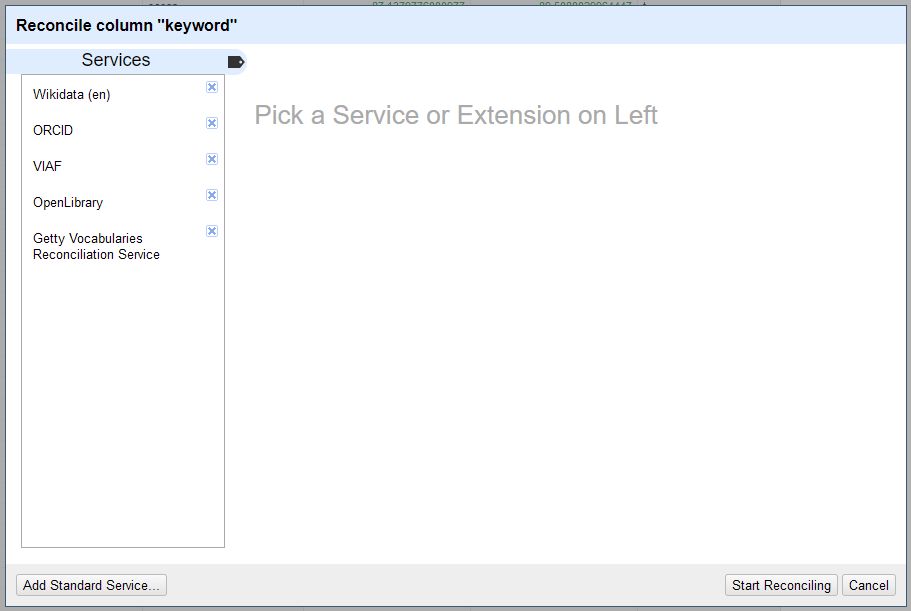 Reconcile column "keyword"
Services
Wikidata (en)
ORCID
VIAF
OpenLibrary
Getty Vocabularies
Reconciliation Service
Pick a Service or Extension on Left
Add Standard Service...
Start Reconciling
Cancel